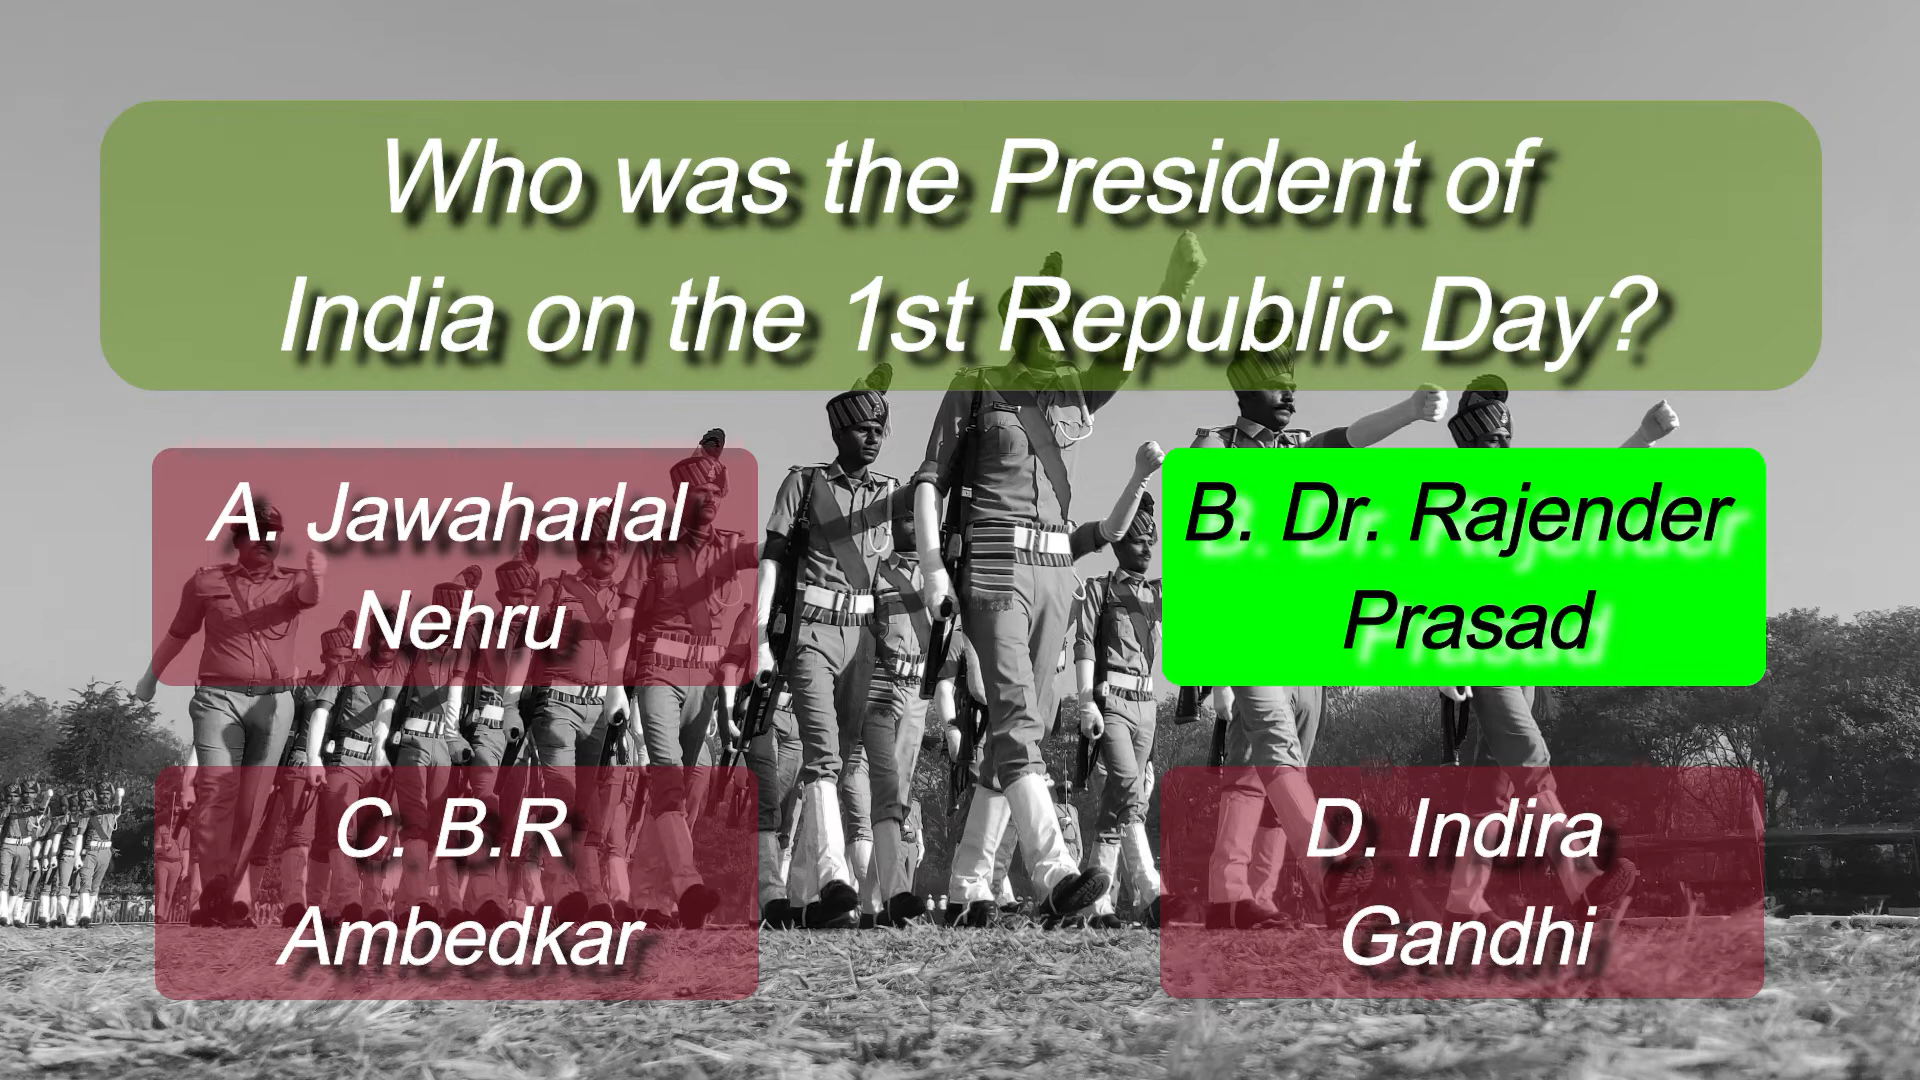 Who was the President of
India on the 1st Republic Day?
A. Jawaharlal
Nehru
B. Dr. Rajender
Prasad
C. B.R
Ambedkar
D. Indira
Gandhi